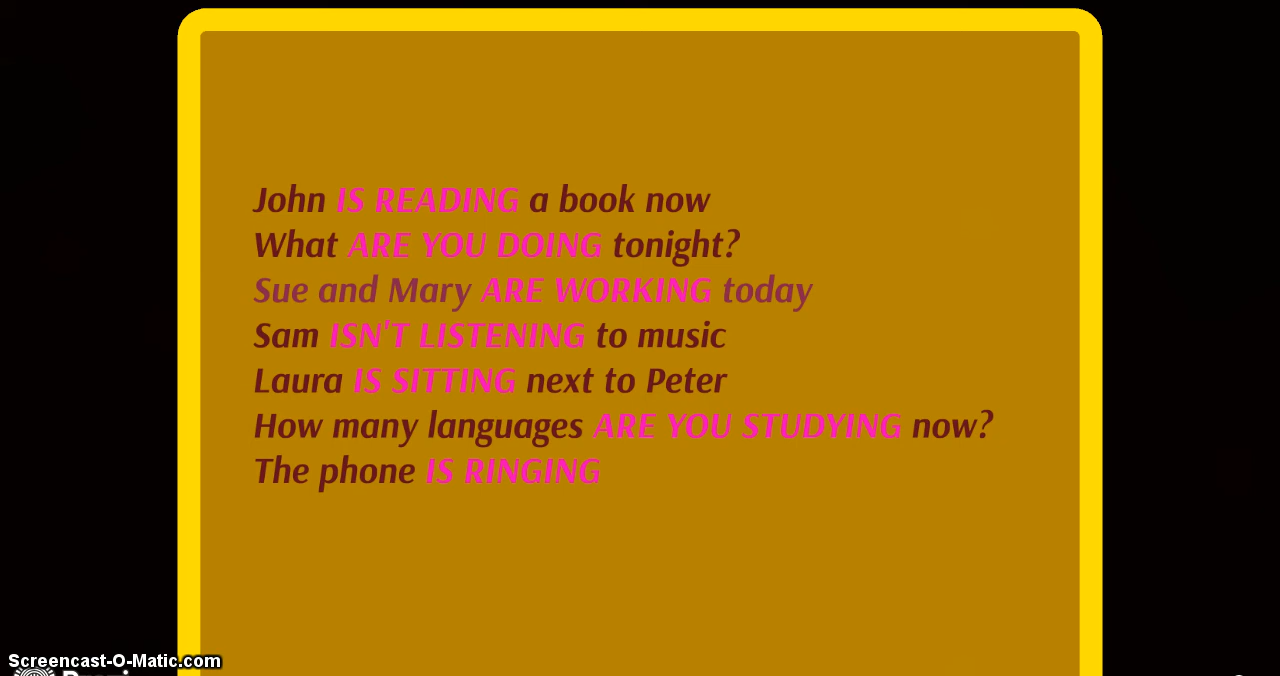 John IS READING a book now
What ARE YOU DOING tonight?
Sue and Mary ARE WORKING today
Sam ISN'T LISTENING to music
Laura IS SITTING next to Peter
How many languages ARE YOU STUDYING now?
The phone IS RINGING
Screencast-O-Matic.com